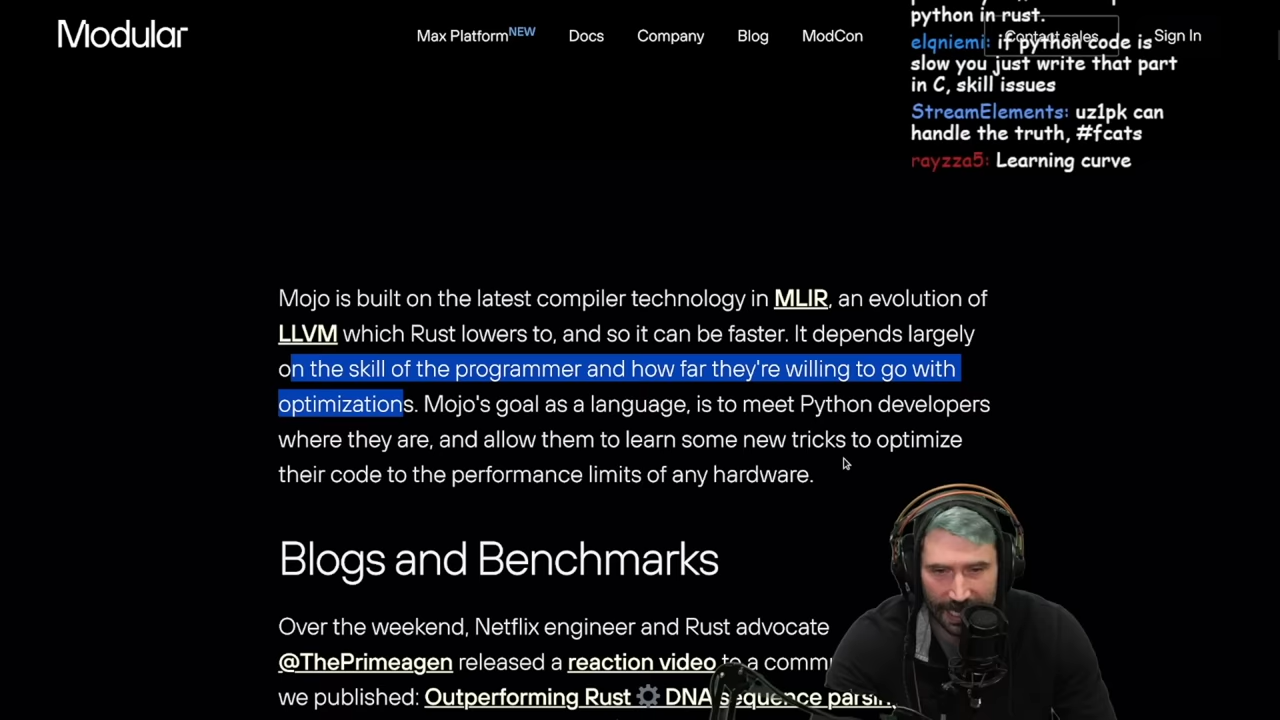 Modular
Max Platform NEW Docs Company Blog ModCon Contact sales Sign In
python in rust.
elqniemi: if python code is
slow you just write that part
in C, skill issues
StreamElements: uz1pk can
handle the truth, #fcats
rayzza5: Learning curve
Mojo is built on the latest compiler technology in MLIR, an evolution of
LLVM which Rust lowers to, and so it can be faster. It depends largely
on the skill of the programmer and how far they're willing to go with
optimizations. Mojo's goal as a language, is to meet Python developers
where they are, and allow them to learn some new tricks to optimize
their code to the performance limits of any hardware.
Blogs and Benchmarks
Over the weekend, Netflix engineer and Rust advocate
@ThePrimeagen released a reaction video to a
we published: Outperforming Rust ⚙️ DNA sequence